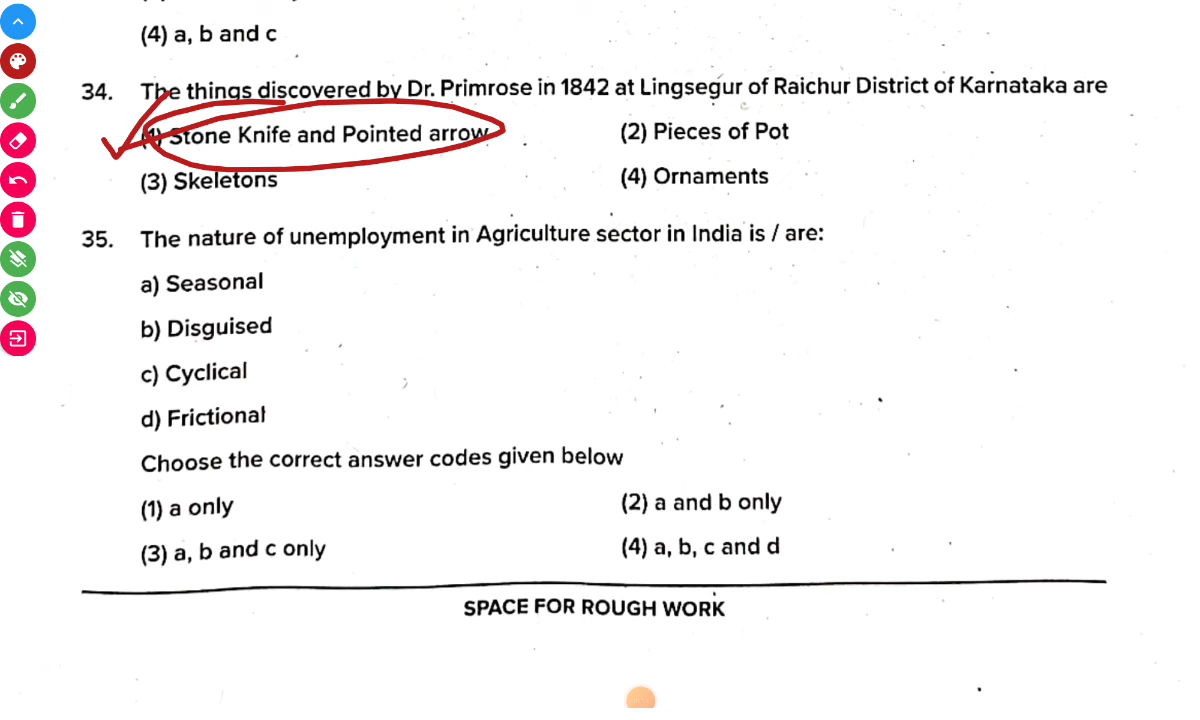 (4) a, b and c
34. The things discovered by Dr. Primrose in 1842 at Lingsegur of Raichur District of Karnataka are
(1) Stone Knife and Pointed arrow (2) Pieces of Pot
(3) Skeletons (4) Ornaments
35. The nature of unemployment in Agriculture sector in India is / are:
a) Seasonal
b) Disguised
c) Cyclical
d) Frictional
Choose the correct answer codes given below
(1) a only (2) a and b only
(3) a, b and c only (4) a, b, c and d
SPACE FOR ROUGH WORK